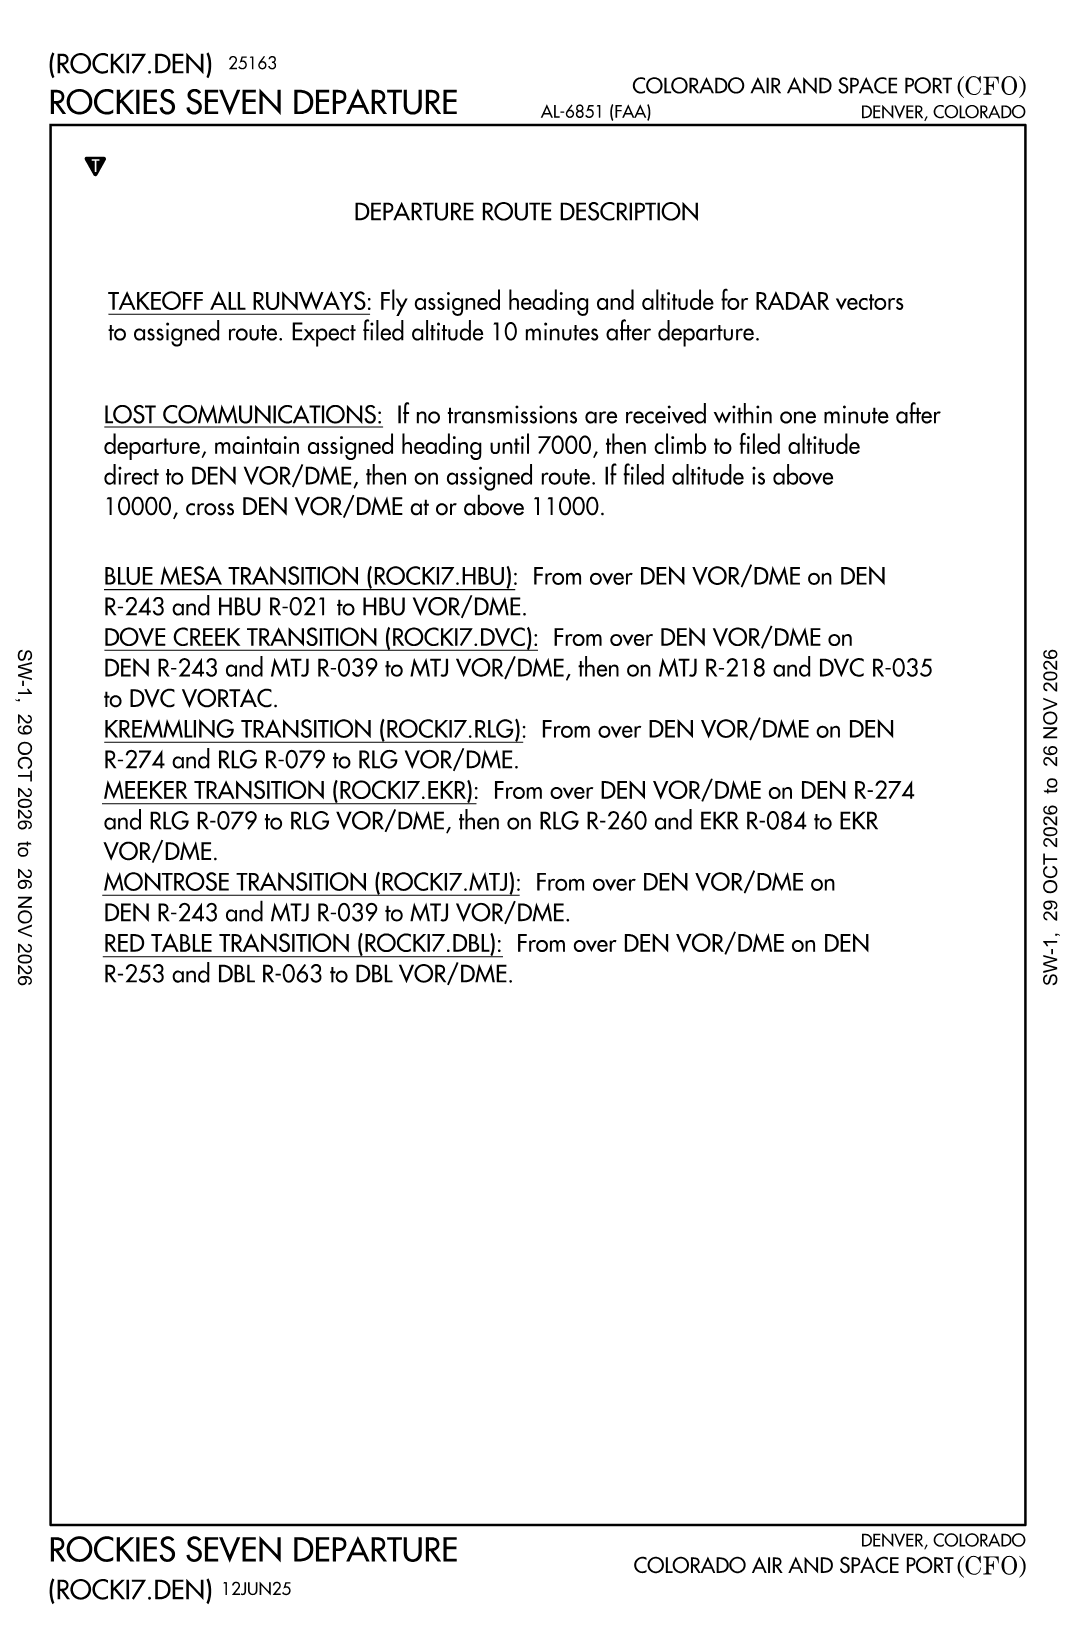 (ROCKI7.DEN) 25163
ROCKIES SEVEN DEPARTURE
AL-6851 (FAA)
COLORADO AIR AND SPACE PORT (CFO)
DENVER, COLORADO
T
DEPARTURE ROUTE DESCRIPTION
TAKEOFF ALL RUNWAYS: Fly assigned heading and altitude for RADAR vectors
to assigned route. Expect filed altitude 10 minutes after departure.
LOST COMMUNICATIONS: If no transmissions are received within one minute after
departure, maintain assigned heading until 7000, then climb to filed altitude
direct to DEN VOR/DME, then on assigned route. If filed altitude is above
10000, cross DEN VOR/DME at or above 11000.
BLUE MESA TRANSITION (ROCKI7.HBU): From over DEN VOR/DME on DEN
R-243 and HBU R-021 to HBU VOR/DME.
DOVE CREEK TRANSITION (ROCKI7.DVC): From over DEN VOR/DME on
DEN R-243 and MTJ R-039 to MTJ VOR/DME, then on MTJ R-218 and DVC R-035
to DVC VORTAC.
KREMMLING TRANSITION (ROCKI7.RLG): From over DEN VOR/DME on DEN
R-274 and RLG R-079 to RLG VOR/DME.
MEEKER TRANSITION (ROCKI7.EKR): From over DEN VOR/DME on DEN R-274
and RLG R-079 to RLG VOR/DME, then on RLG R-260 and EKR R-084 to EKR
VOR/DME.
MONTROSE TRANSITION (ROCKI7.MTJ): From over DEN VOR/DME on
DEN R-243 and MTJ R-039 to MTJ VOR/DME.
RED TABLE TRANSITION (ROCKI7.DBL): From over DEN VOR/DME on DEN
R-253 and DBL R-063 to DBL VOR/DME.
SW-1, 29 OCT 2026 to 26 NOV 2026
SW-1, 29 OCT 2026 to 26 NOV 2026
ROCKIES SEVEN DEPARTURE
(ROCKI7.DEN) 12JUN25
DENVER, COLORADO
COLORADO AIR AND SPACE PORT (CFO)